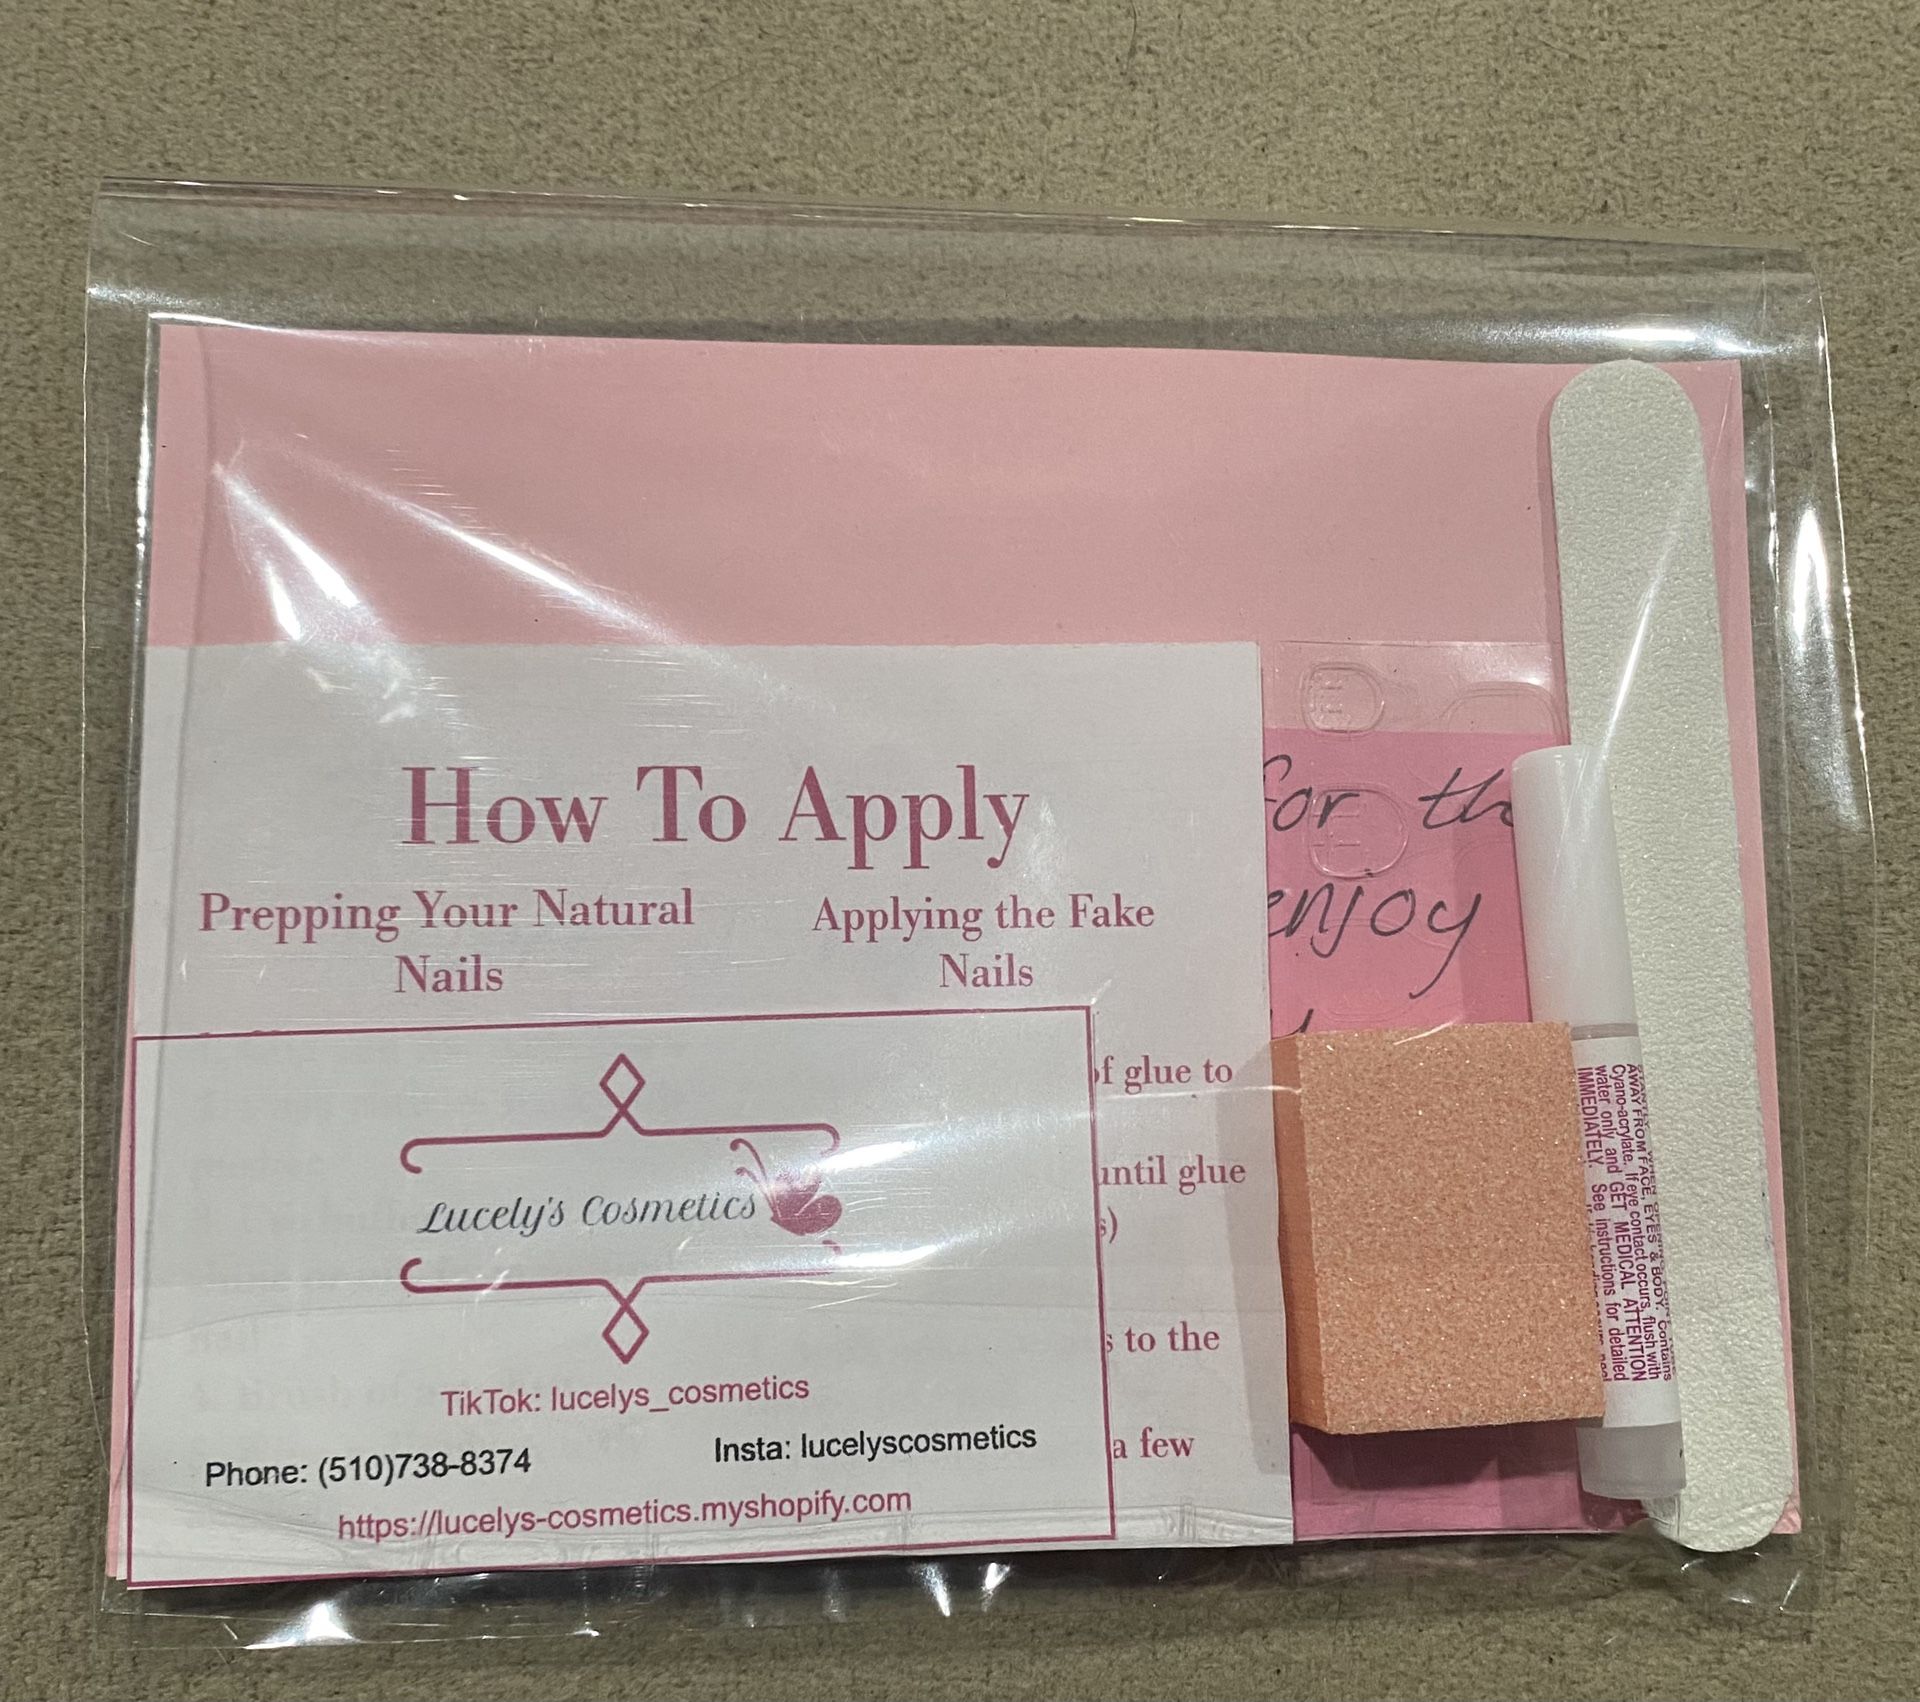 How To Apply
Prepping Your Natural
Nails
Applying the Fake
Nails
glue to
until glue
to the
a few
Lucely's Cosmetics
TikTok: lucelys_cosmetics
Phone: (510)738-8374
Insta: lucelyscosmetics
https://lucelys-cosmetics.myshopify.com
for
enjoy
AWAY FROM FACE, EYES & BODY. Contains
Cyano-acrylate. If eye contact occurs, flush with
water only and GET MEDICAL ATTENTION
IMMEDIATELY. See instructions for detailed